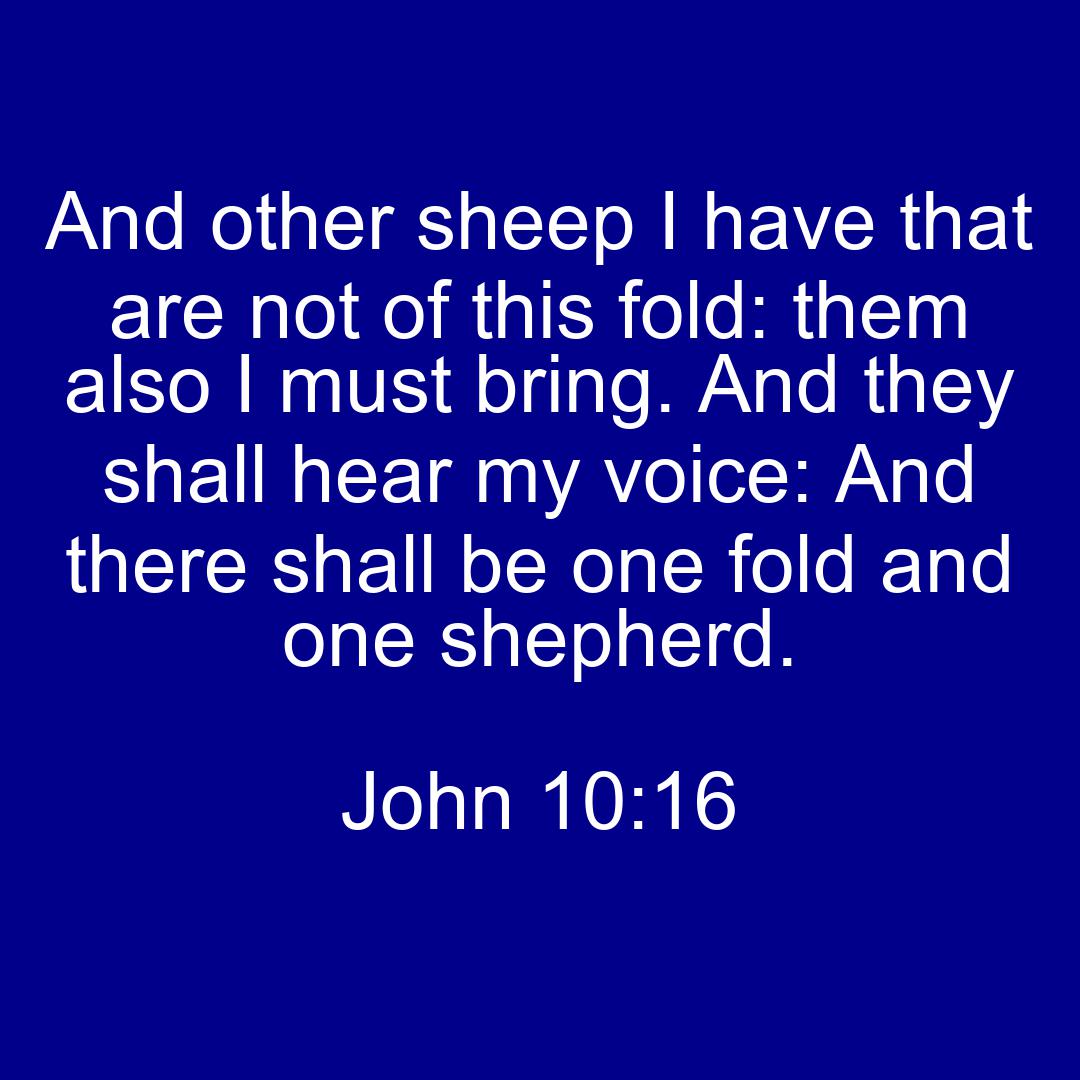 And other sheep I have that
are not of this fold: them
also I must bring. And they
shall hear my voice: And
there shall be one fold and
one shepherd.
John 10:16